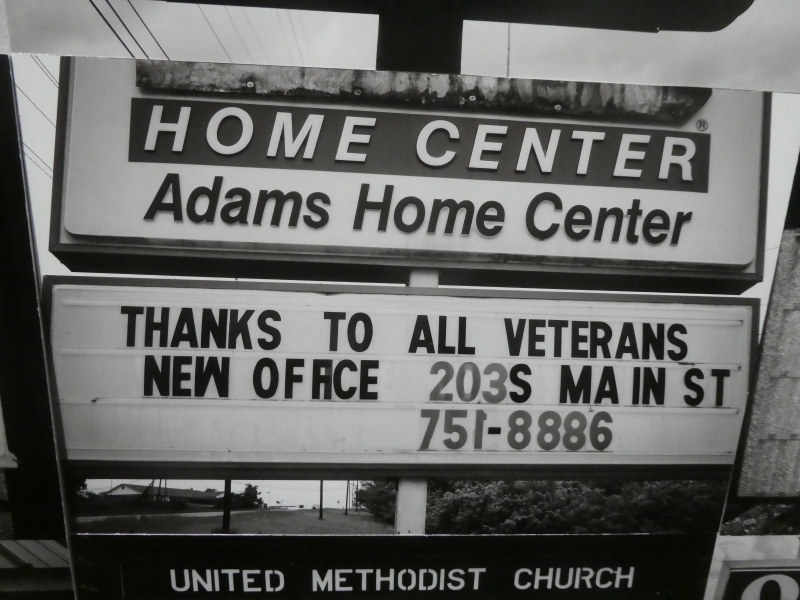 HOME CENTER®
Adams Home Center
THANKS TO ALL VETERANS
NEW OFFICE 203S MAIN ST
751-8886
UNITED METHODIST CHURCH